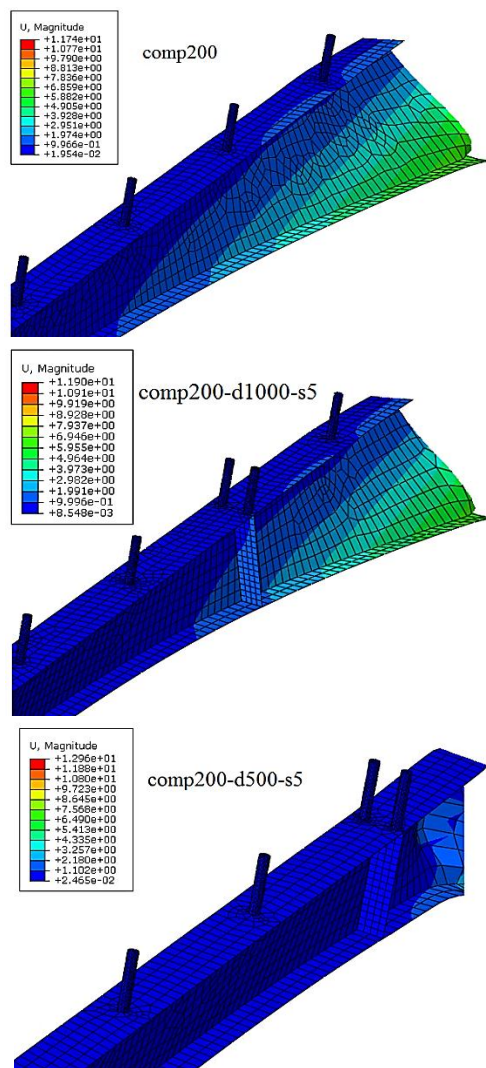 U, Magnitude
+1.174e+01
+1.077e+01
+9.790e+00
+8.813e+00
+7.836e+00
+6.859e+00
+5.882e+00
+4.905e+00
+3.928e+00
+2.951e+00
+1.974e+00
+9.966e-01
+1.954e-02
comp200
U, Magnitude
+1.190e+01
+1.091e+01
+9.919e+00
+8.928e+00
+7.937e+00
+6.946e+00
+5.955e+00
+4.964e+00
+3.973e+00
+2.982e+00
+1.991e+00
+9.996e-01
+8.548e-03
comp200-d1000-s5
U, Magnitude
+1.296e+01
+1.188e+01
+1.080e+01
+9.723e+00
+8.645e+00
+7.568e+00
+6.490e+00
+5.413e+00
+4.335e+00
+3.257e+00
+2.180e+00
+1.102e+00
+2.465e-02
comp200-d500-s5